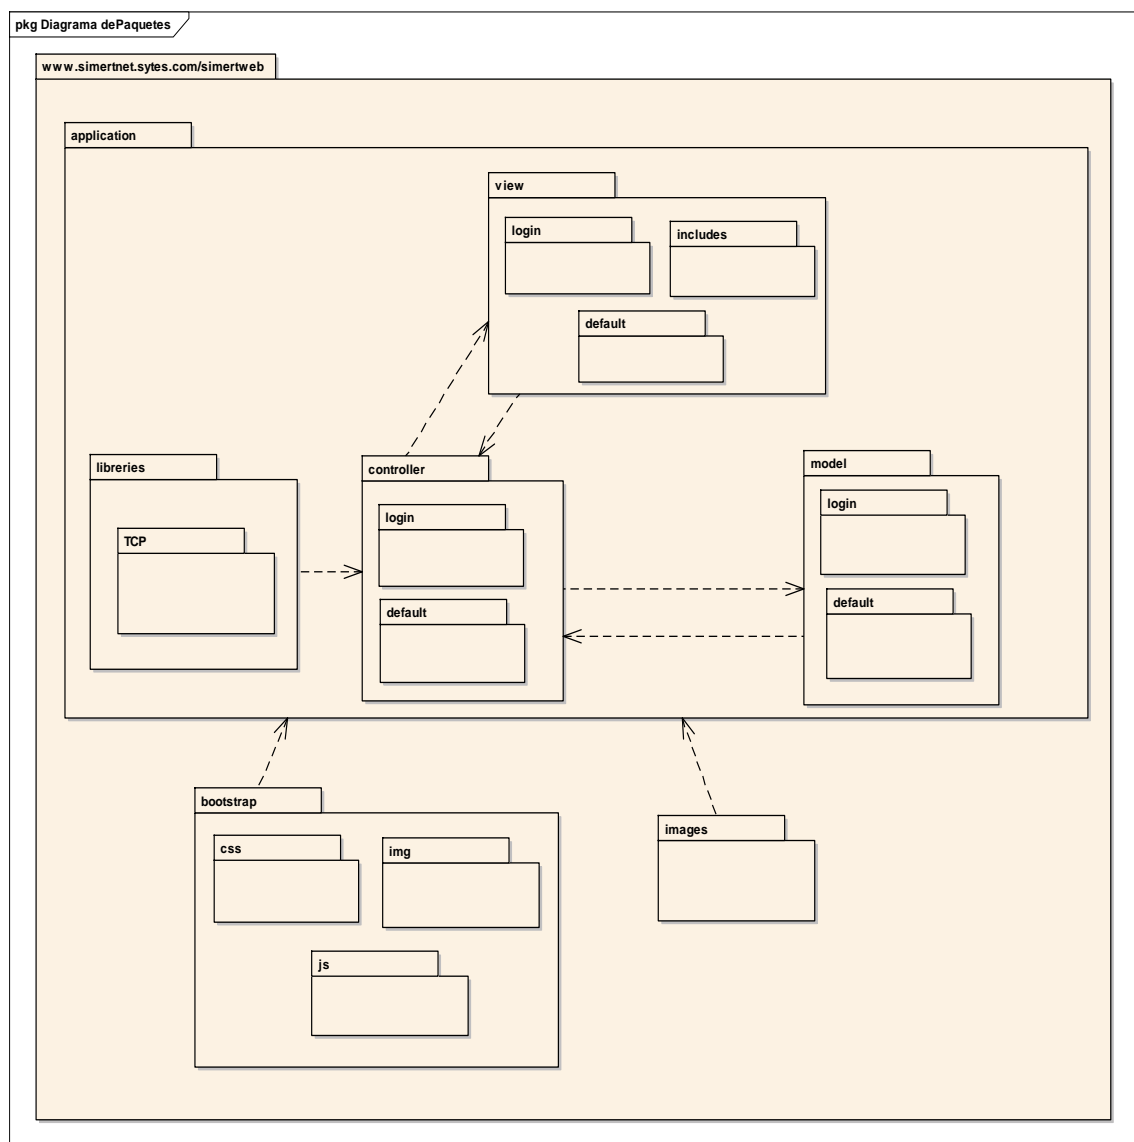 pkg Diagrama dePaquetes
www.simertnet.sytes.com/simertweb
application
view
login
includes
default
libreries
TCP
controller
login
default
model
login
default
bootstrap
css
img
js
images